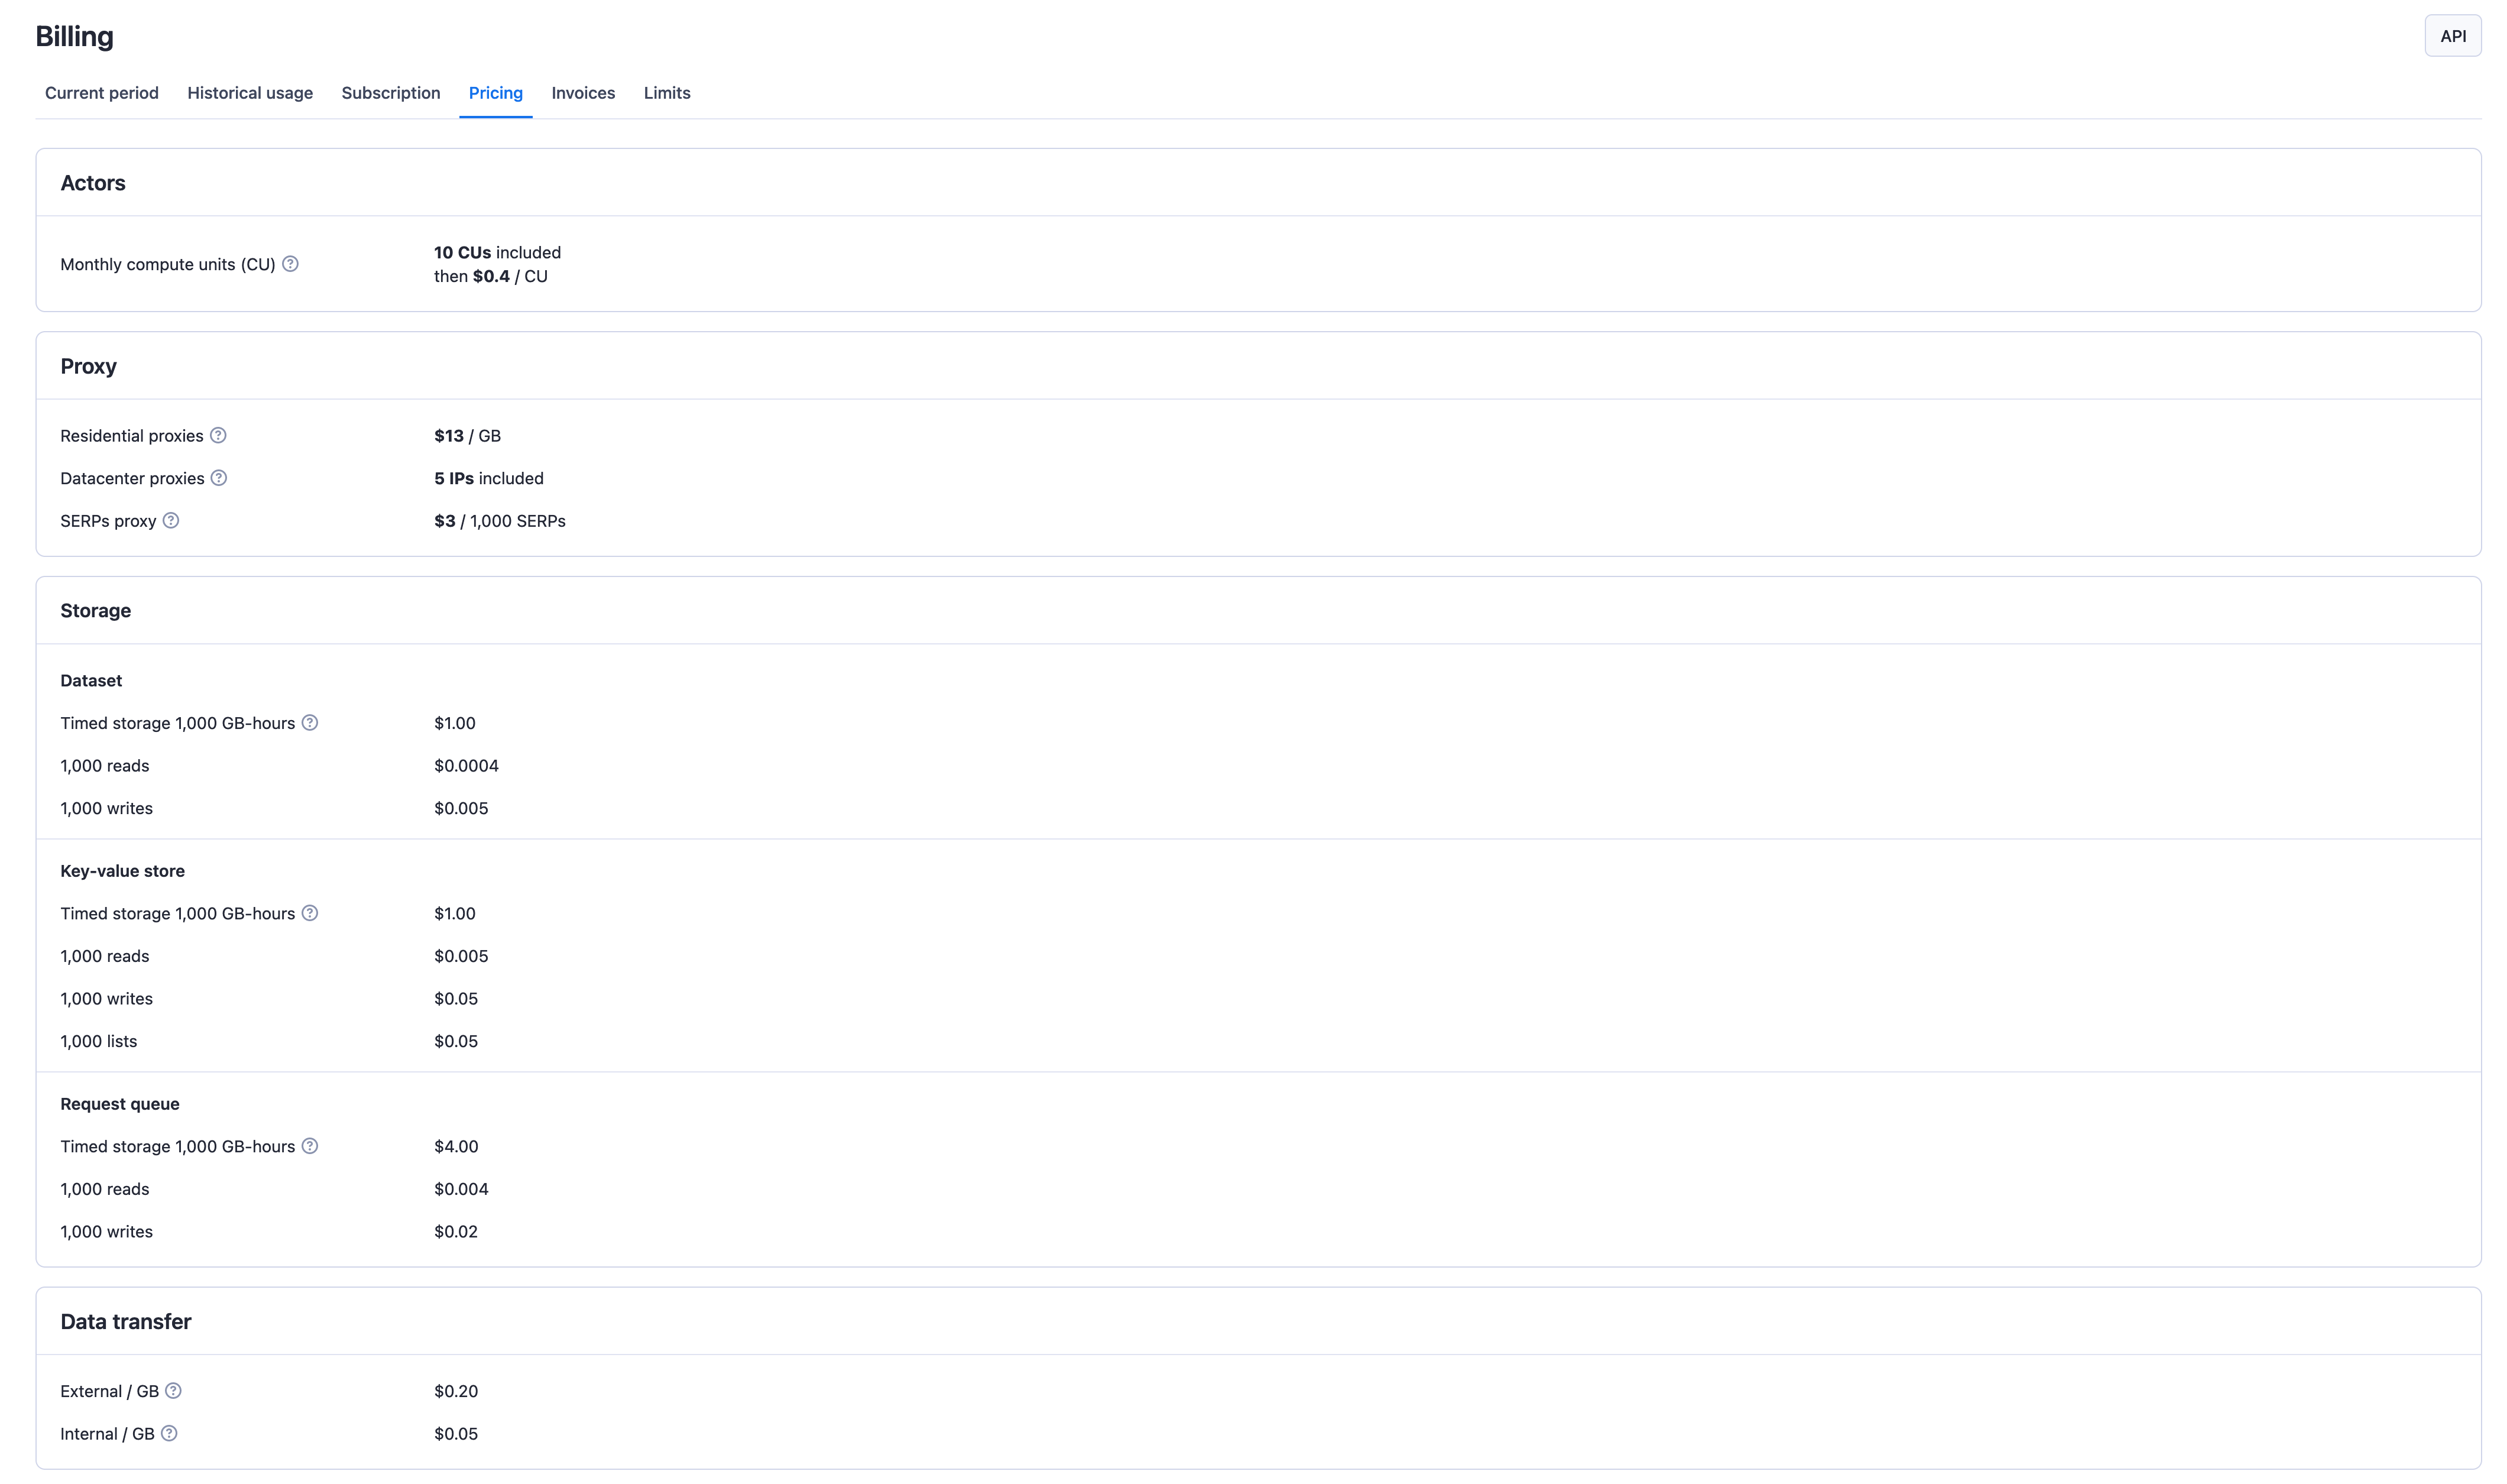 Billing
API
Current period
Historical usage
Subscription
Pricing
Invoices
Limits
Actors
Monthly compute units (CU)
10 CUs included
then $0.4 / CU
Proxy
Residential proxies
$13 / GB
Datacenter proxies
5 IPs included
SERPs proxy
$3 / 1,000 SERPs
Storage
Dataset
Timed storage 1,000 GB-hours
$1.00
1,000 reads
$0.0004
1,000 writes
$0.005
Key-value store
Timed storage 1,000 GB-hours
$1.00
1,000 reads
$0.005
1,000 writes
$0.05
1,000 lists
$0.05
Request queue
Timed storage 1,000 GB-hours
$4.00
1,000 reads
$0.004
1,000 writes
$0.02
Data transfer
External / GB
$0.20
Internal / GB
$0.05